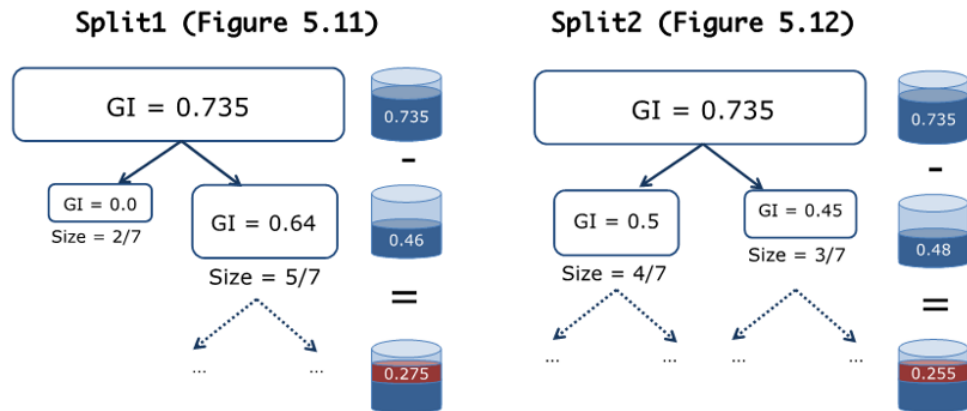 Split1 (Figure 5.11)
GI = 0.735
0.735
-
GI = 0.0
Size = 2/7
GI = 0.64
Size = 5/7
0.46
=
...
...
0.275
Split2 (Figure 5.12)
GI = 0.735
0.735
-
GI = 0.5
Size = 4/7
GI = 0.45
Size = 3/7
0.48
=
...
...
...
...
0.255